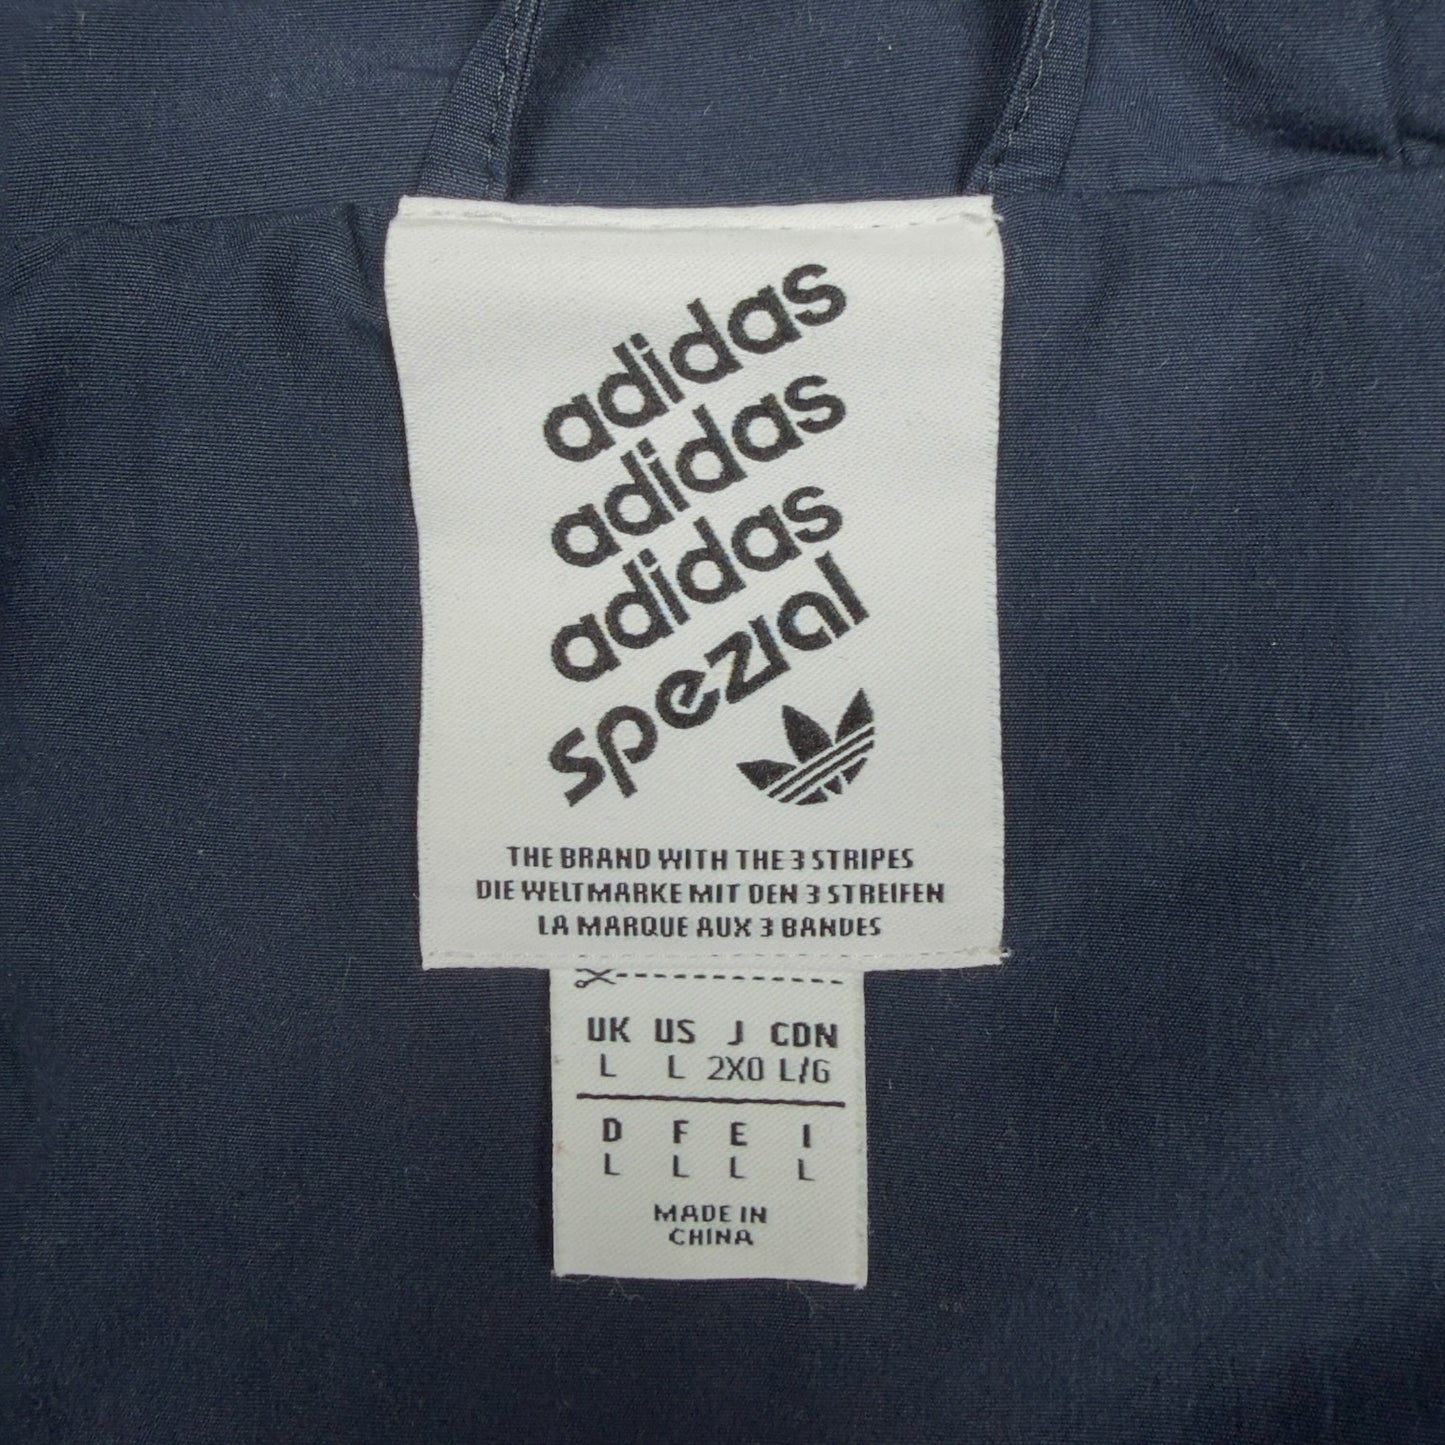 adidas
adidas
adidas
spezial
THE BRAND WITH THE 3 STRIPES
DIE WELTMARKE MIT DEN 3 STREIFEN
LA MARQUE AUX 3 BANDES
UK US J CDN
L L 2XO L/G
D F E I
L L L L
MADE IN
CHINA